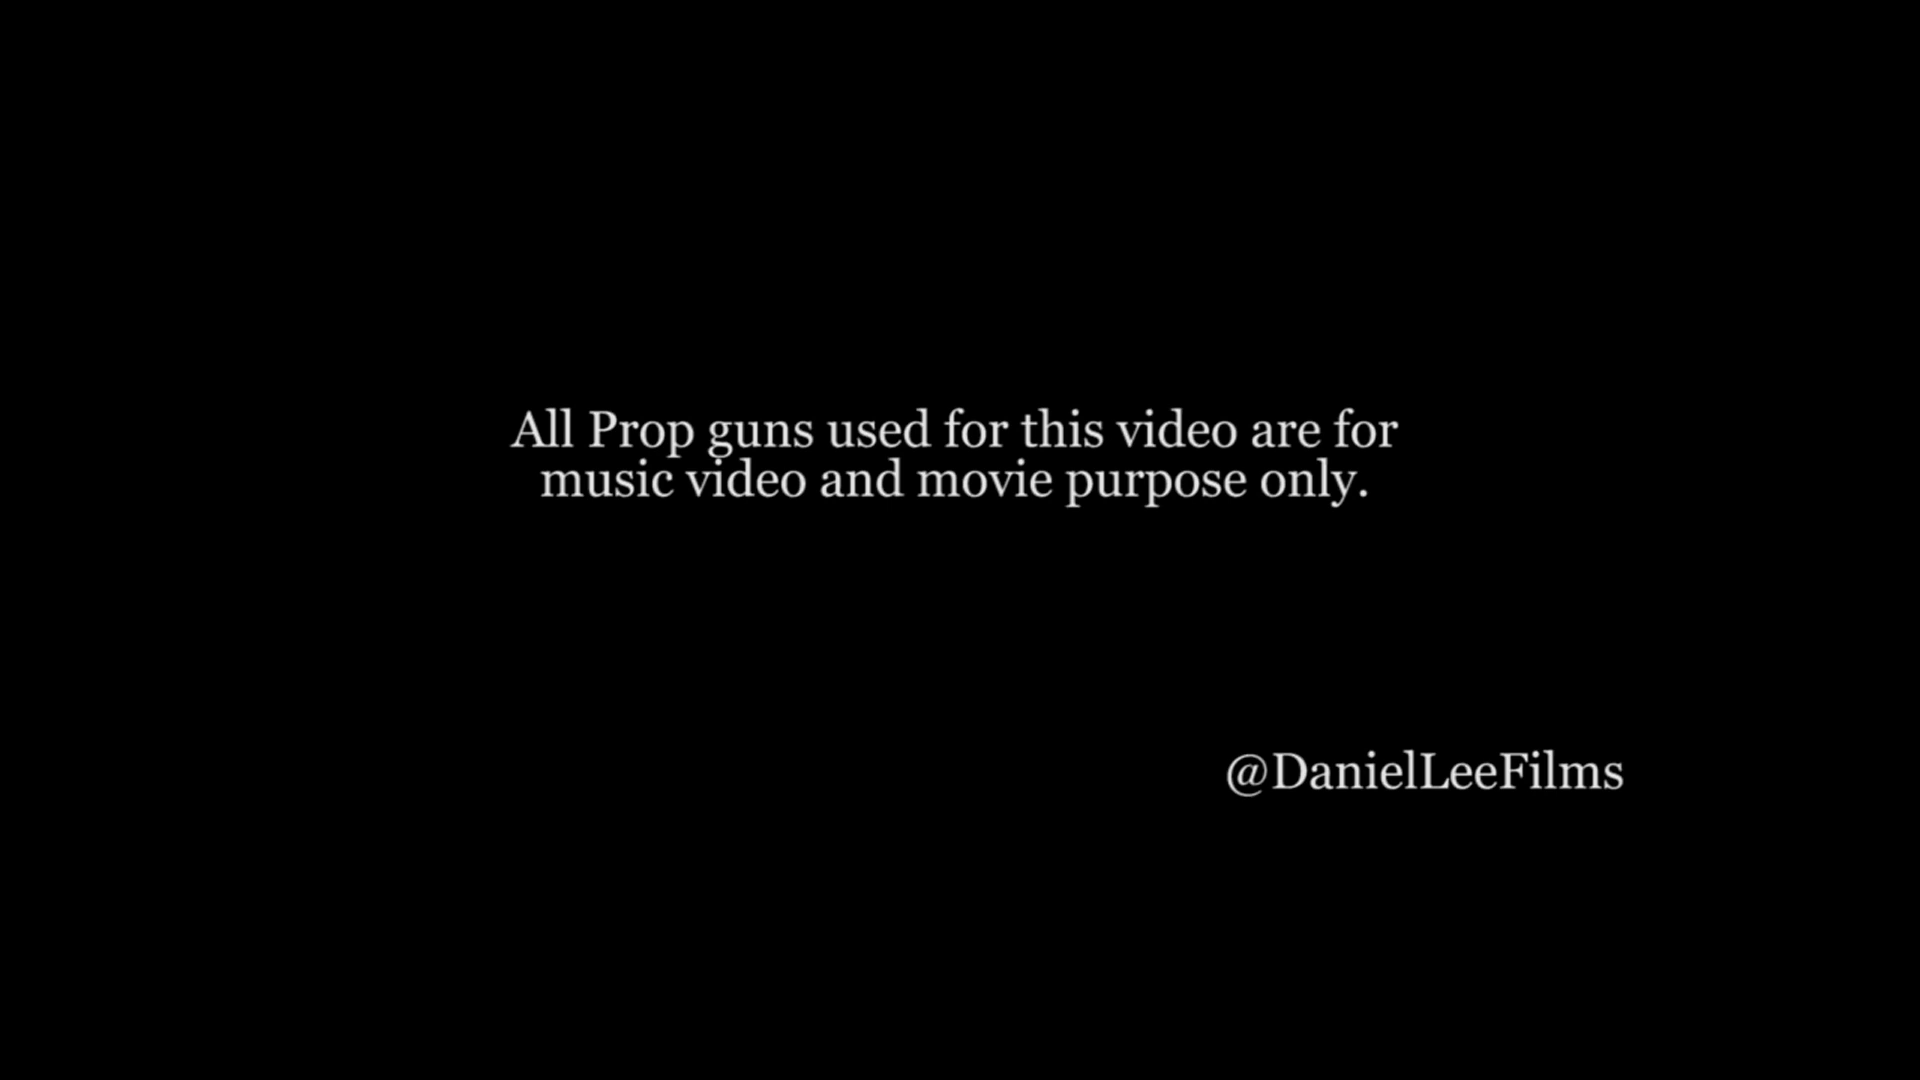 All Prop guns used for this video are for
music video and movie purpose only.
@DanielLeeFilms